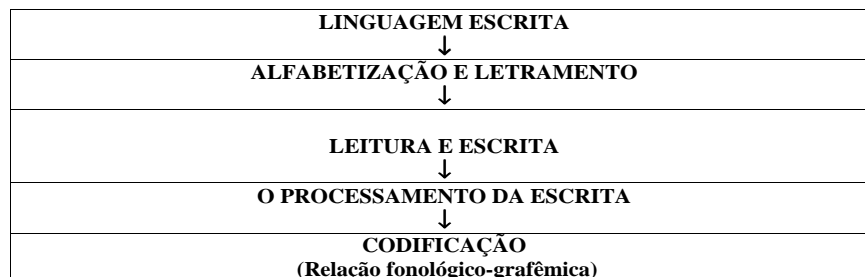 LINGUAGEM ESCRITA
↓
ALFABETIZAÇÃO E LETRAMENTO
↓
LEITURA E ESCRITA
↓
O PROCESSAMENTO DA ESCRITA
↓
CODIFICAÇÃO
(Relação fonológico-grafêmica)